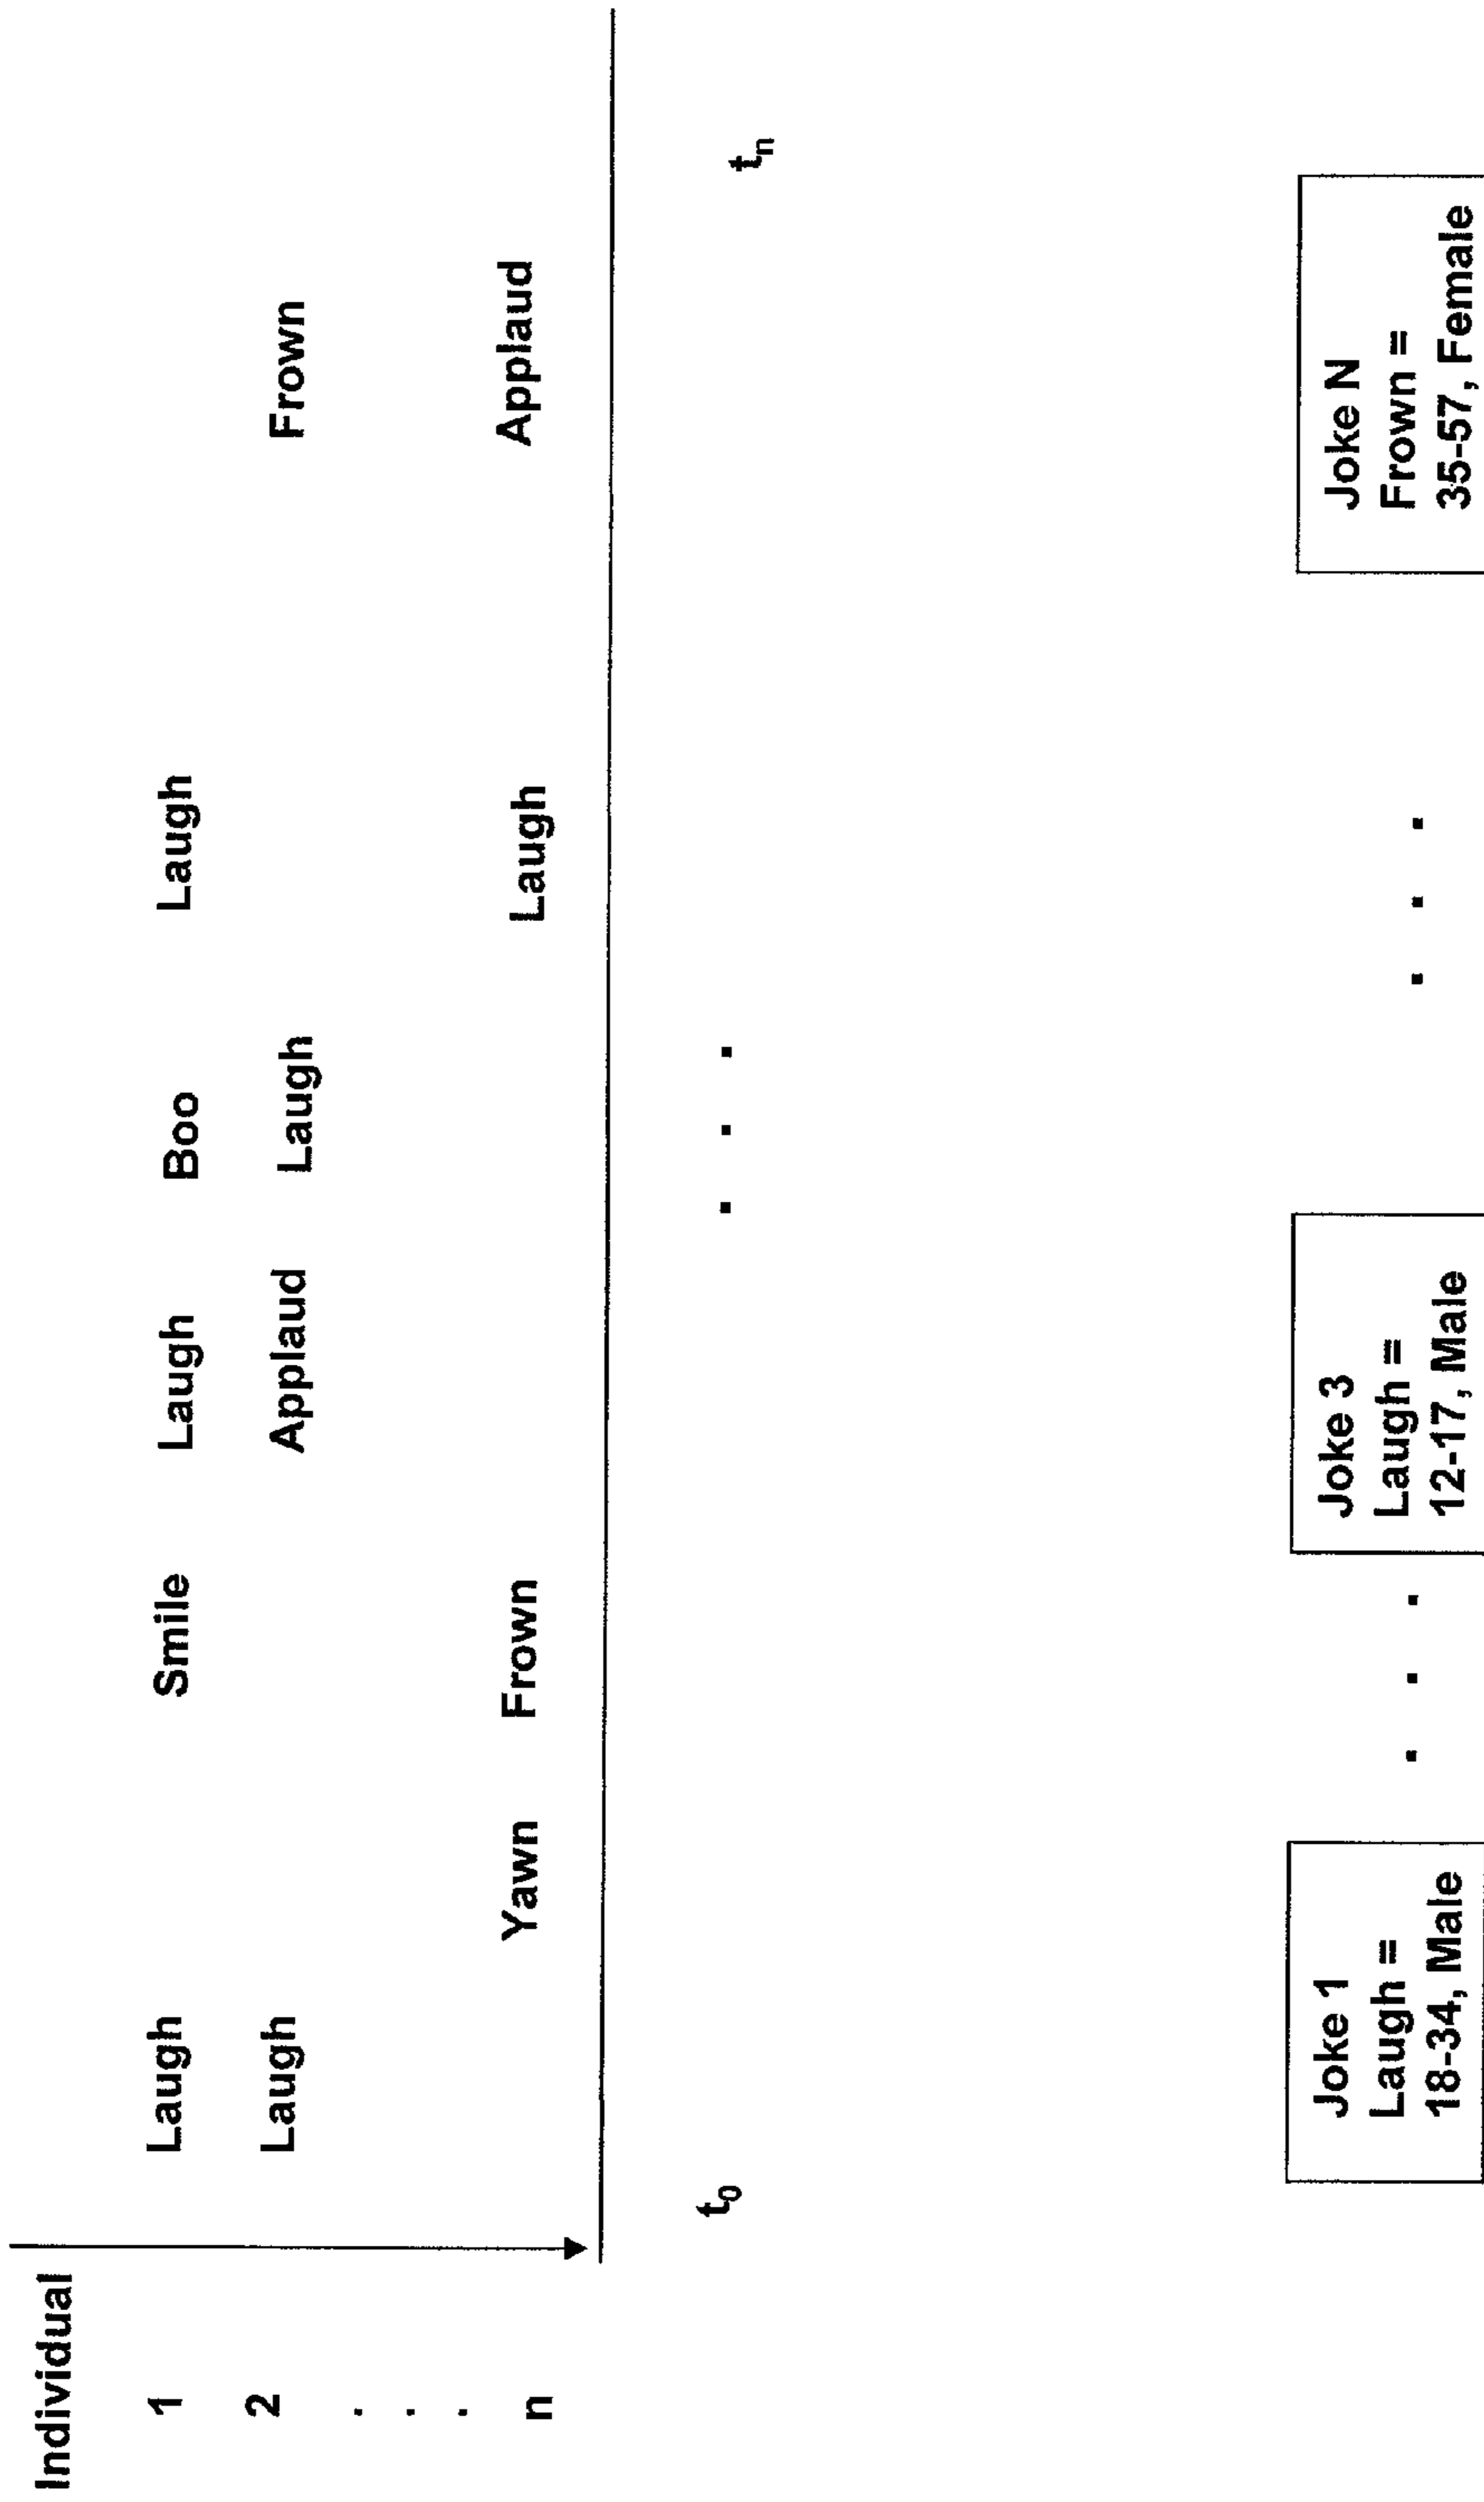 Individual
1 Laugh Smile Laugh Boo Laugh
2 Laugh Applaud Laugh Frown
.
.
.
n Yawn Frown Laugh Applaud
t0 . . . tn
Joke 1
Laugh =
18-34, Male
. . .
Joke 3
Laugh =
12-17, Male
. . .
Joke N
Frown =
35-57, Female